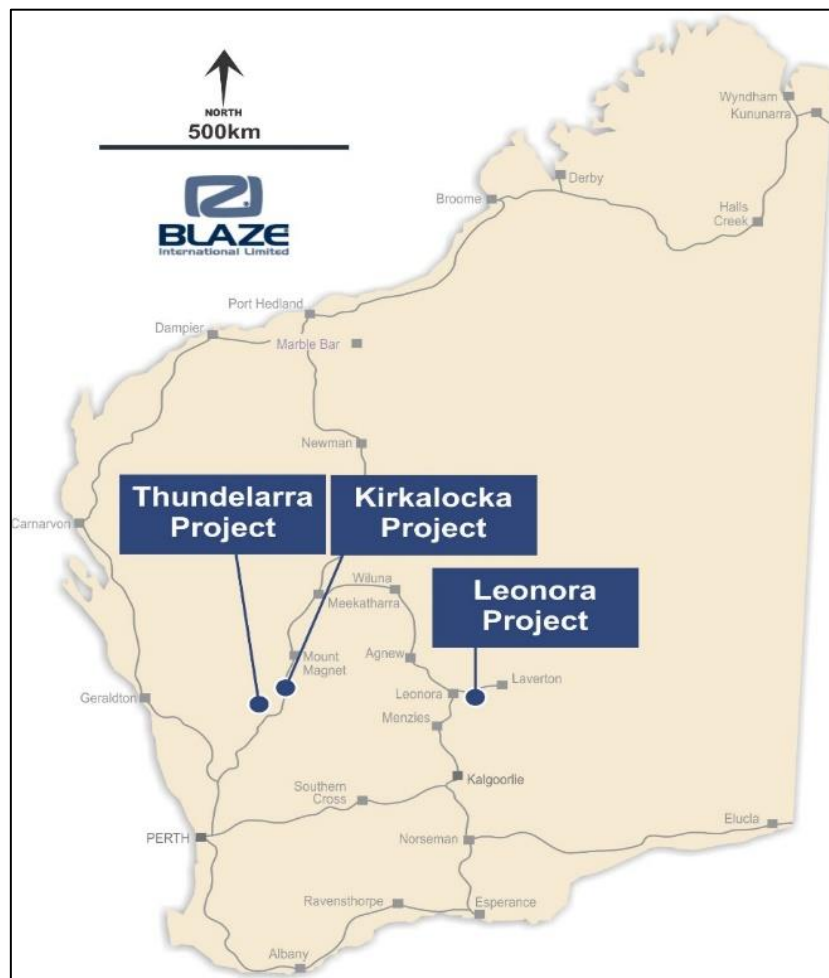 NORTH
500km
BLAZE
International Limited
Wyndham
Kununarra
Derby
Broome
Halls
Creek
Port Hedland
Dampier
Marble Bar
Newman
Thundelarra
Project
Kirkalocka
Project
Carnarvon
Wiluna
Meekatharra
Leonora
Project
Mount
Magnet
Agnew
Laverton
Geraldton
Leonora
Menzies
Kalgoorlie
Southern
Cross
PERTH
Norseman
Elucla
Ravensthorpe
Esperance
Albany